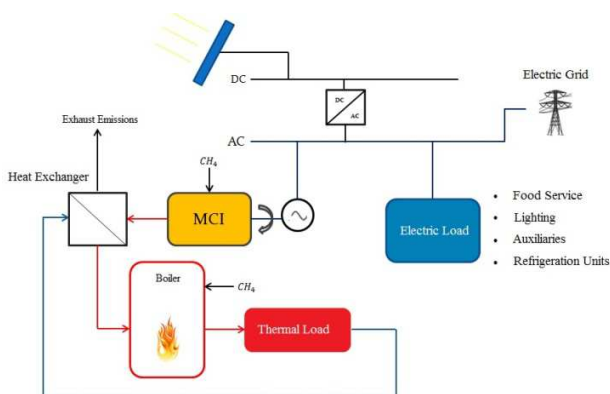 DC
Electric Grid
DC
AC
Exhaust Emissions
AC
CH₄
Heat Exchanger
MCI
Electric Load
• Food Service
• Lighting
• Auxiliaries
• Refrigeration Units
Boiler
CH₄
Thermal Load